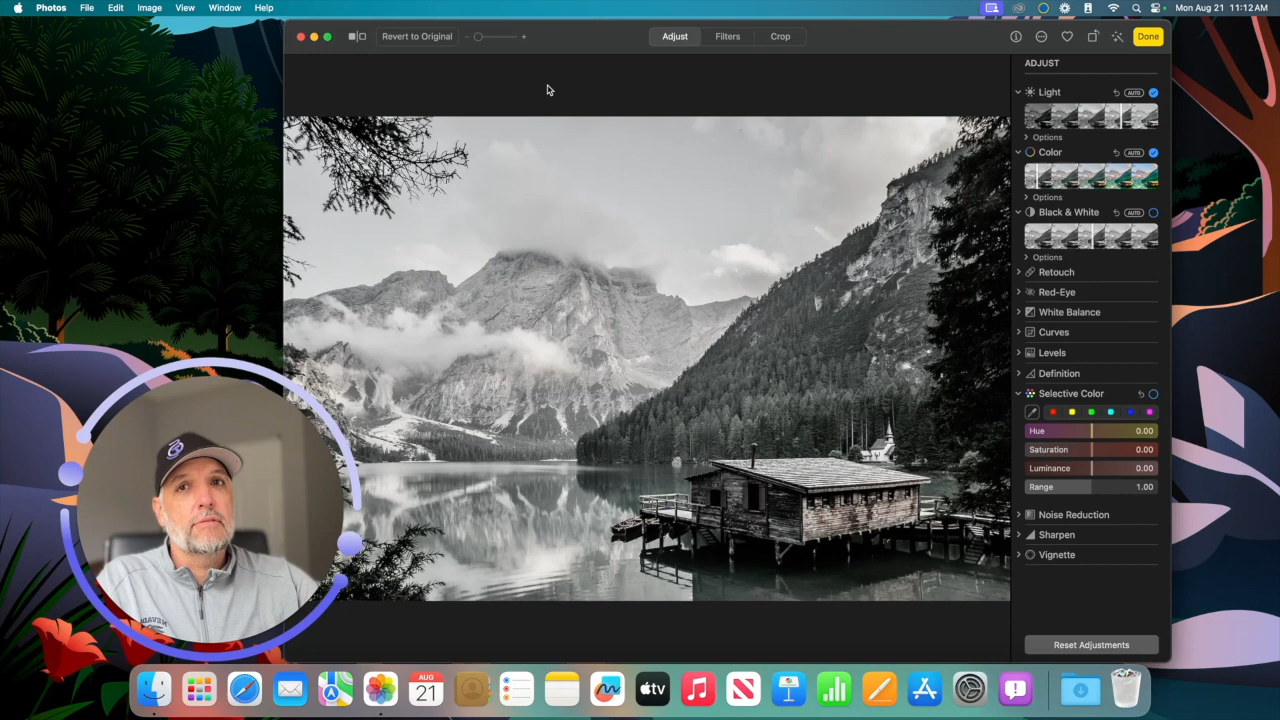 Photos File Edit Image View Window Help
Mon Aug 21 11:12 AM
Revert to Original
Adjust Filters Crop
Done
ADJUST
Light AUTO
Options
Color AUTO
Options
Black & White AUTO
Options
Retouch
Red-Eye
White Balance
Curves
Levels
Definition
Selective Color
Hue 0.00
Saturation 0.00
Luminance 0.00
Range 1.00
Noise Reduction
Sharpen
Vignette
Reset Adjustments
AUG
21
tv